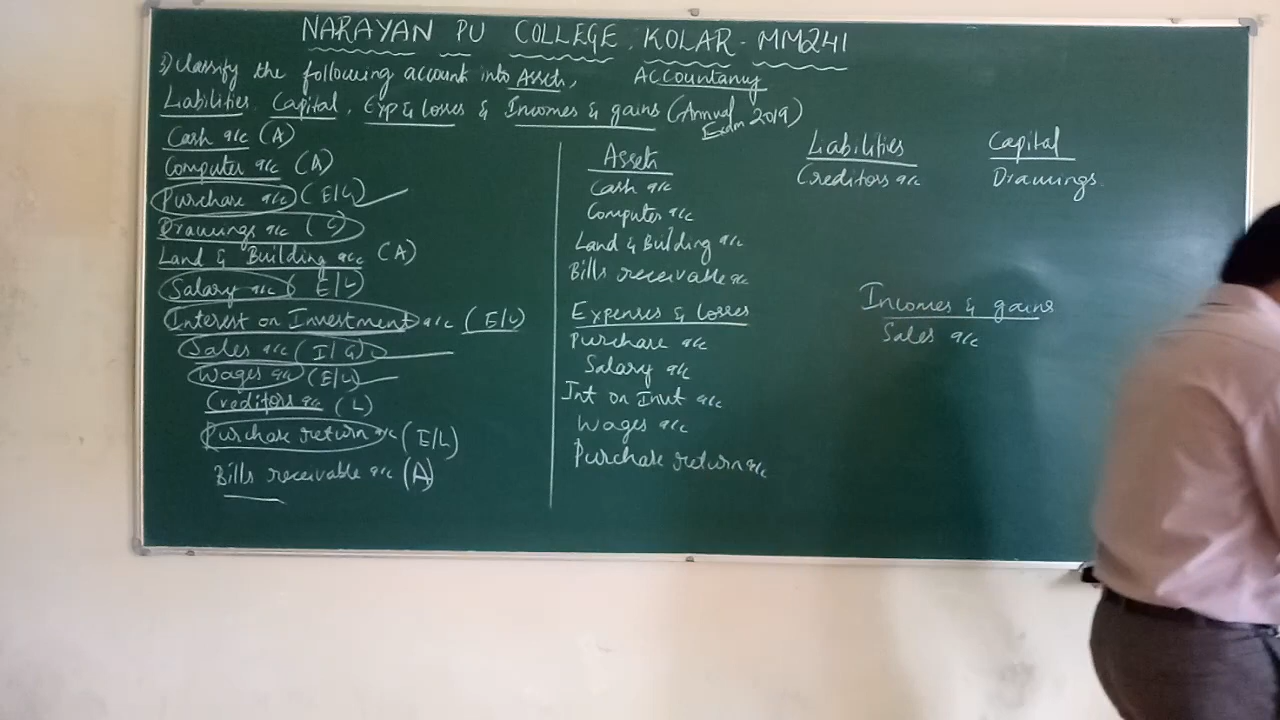 NARAYAN PU COLLEGE, KOLAR - MM241
3) Classify the following account into Assets, Accountancy
Liabilities, Capital, Exp & losses & Incomes & gains (Annual Exam 2019)
Cash a/c (A)
Computer a/c (A)
Purchase a/c (E/L)
Drawings a/c (C)
Land & Building a/c (A)
Salary a/c (E/L)
Interest on Investment a/c (E/L)
Sales a/c (I/G)
Wages a/c (E/L)
Creditors a/c (L)
Purchase return a/c (E/L)
Bills receivable a/c (A)
Assets
Cash a/c
Computer a/c
Land & Building a/c
Bills receivable a/c
Expenses & losses
Purchase a/c
Salary a/c
Int on Invt a/c
Wages a/c
Purchase return a/c
Liabilities
Creditors a/c
Capital
Drawings
Incomes & gains
Sales a/c